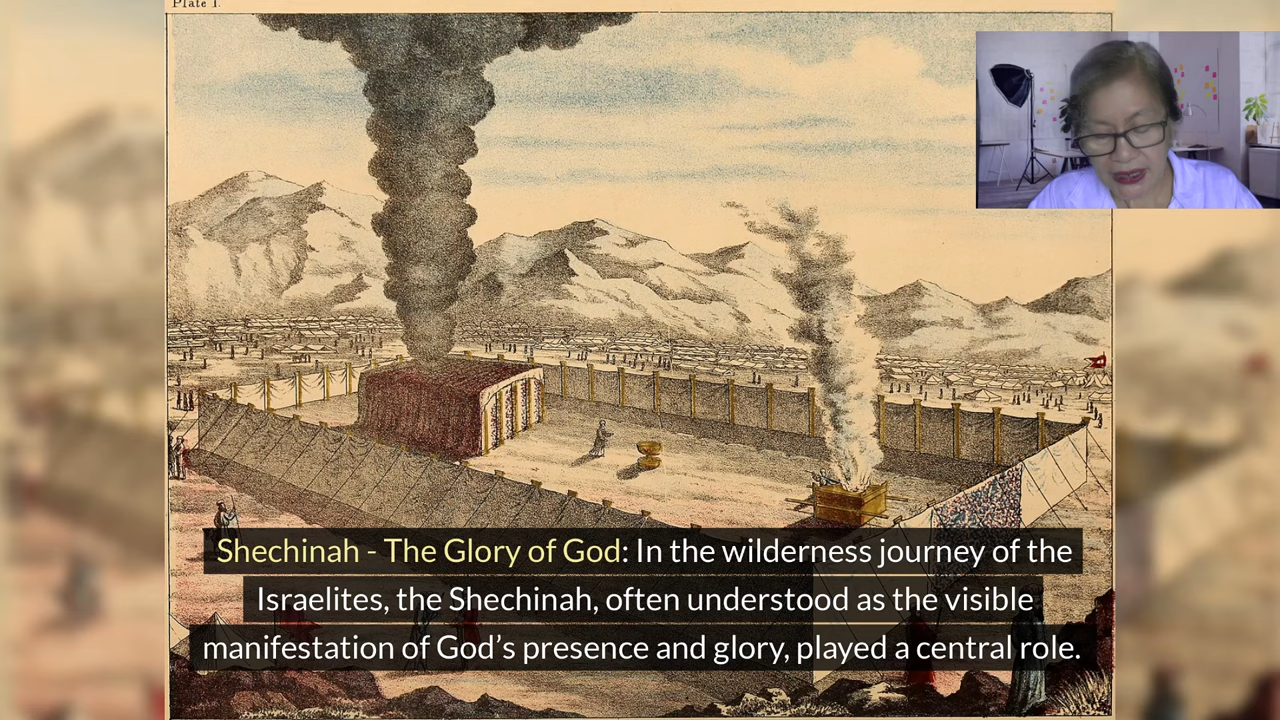 Plate I.
Shechinah - The Glory of God: In the wilderness journey of the
Israelites, the Shechinah, often understood as the visible
manifestation of God’s presence and glory, played a central role.